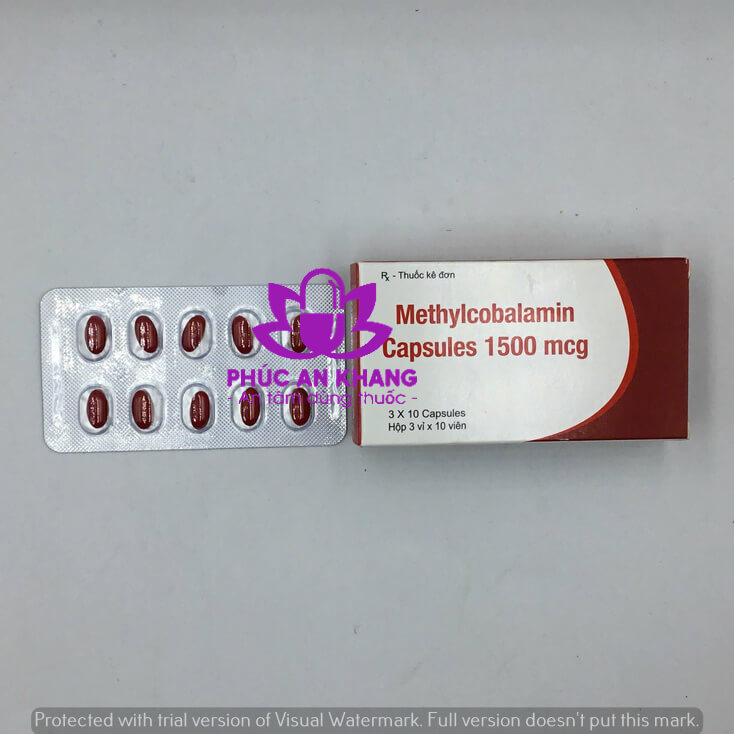 Rx - Thuốc kê đơn
Methylcobalamin
Capsules 1500 mcg
3 X 10 Capsules
Hộp 3 vỉ x 10 viên
PHÚC AN KHANG
- An tâm dùng thuốc -
Protected with trial version of Visual Watermark. Full version doesn't put this mark.